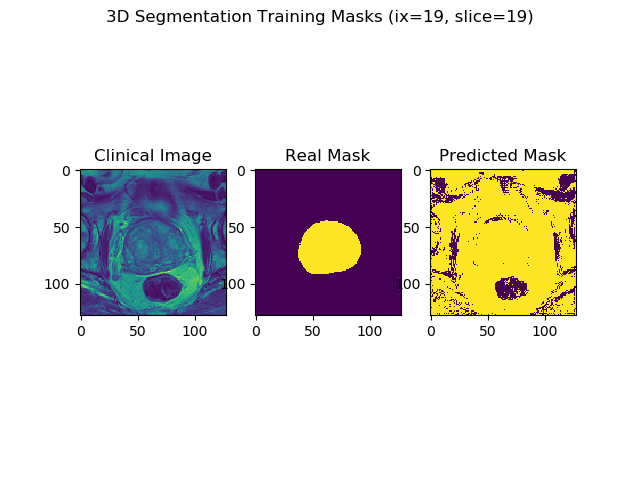 3D Segmentation Training Masks (ix=19, slice=19)
Clinical Image Real Mask Predicted Mask
0 0 0
50 50 50
100 100 100
0 50 100 0 50 100 0 50 100